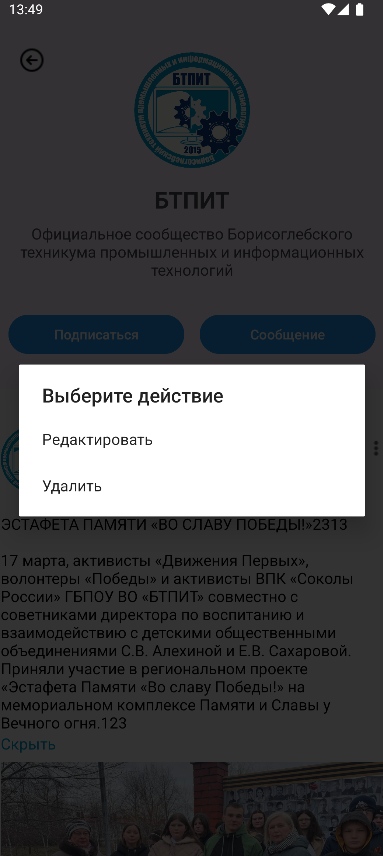 13:49
БТПИТ
2015
БТПИТ
Официальное сообщество Борисоглебского
техникума промышленных и информационных
технологий
Подписаться
Сообщение
Выберите действие
Редактировать
Удалить
ЭСТАФЕТА ПАМЯТИ «ВО СЛАВУ ПОБЕДЫ!»2313
17 марта, активисты «Движения Первых»,
волонтеры «Победы» и активисты ВПК «Соколы
России» ГБПОУ ВО «БТПИТ» совместно с
советниками директора по воспитанию и
взаимодействию с детскими общественными
объединениями С.В. Алехиной и Е.В. Сахаровой.
Приняли участие в региональном проекте
«Эстафета Памяти «Во славу Победы!» на
мемориальном комплексе Памяти и Славы у
Вечного огня.123
Скрыть